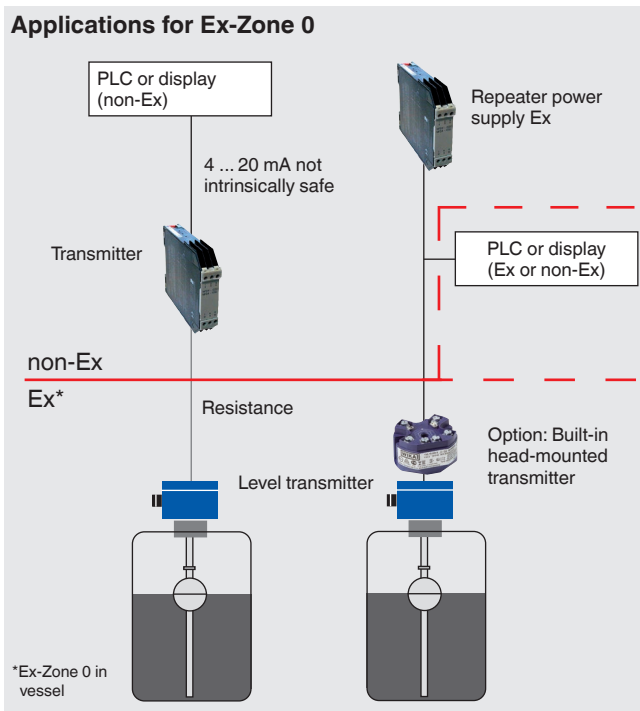 Applications for Ex-Zone 0
PLC or display
(non-Ex)
Repeater power
supply Ex
4 ... 20 mA not
intrinsically safe
Transmitter
PLC or display
(Ex or non-Ex)
non-Ex
Ex*
Resistance
Option: Built-in
head-mounted
transmitter
Level transmitter
*Ex-Zone 0 in
vessel